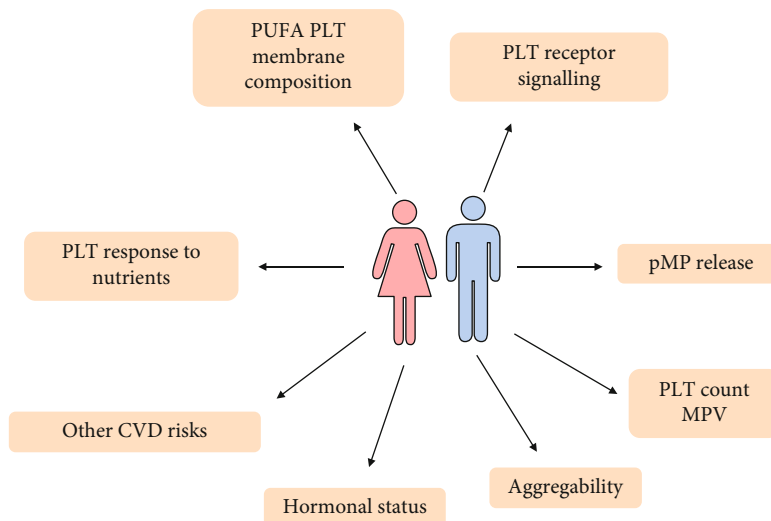 PUFA PLT
membrane
composition
PLT receptor
signalling
PLT response to
nutrients
pMP release
PLT count
MPV
Other CVD risks
Aggregability
Hormonal status